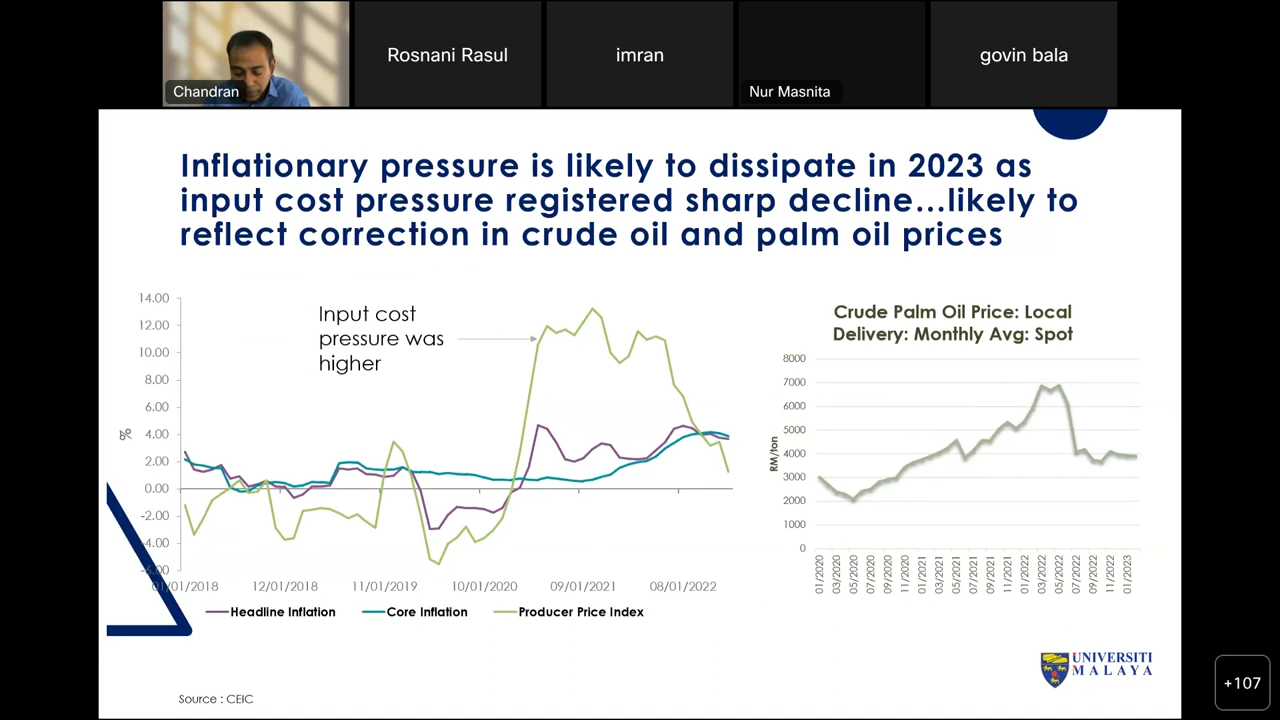 Chandran
Rosnani Rasul
imran
Nur Masnita
govin bala
Inflationary pressure is likely to dissipate in 2023 as
input cost pressure registered sharp decline...likely to
reflect correction in crude oil and palm oil prices
14.00
12.00
10.00
8.00
6.00
4.00
2.00
0.00
-2.00
-4.00
-6.00
%
Input cost
pressure was
higher
01/01/2018 12/01/2018 11/01/2019 10/01/2020 09/01/2021 08/01/2022
Headline Inflation Core Inflation Producer Price Index
Crude Palm Oil Price: Local
Delivery: Monthly Avg: Spot
8000
7000
6000
5000
4000
3000
2000
1000
0
RM/ton
01/2020 03/2020 05/2020 07/2020 09/2020 11/2020 01/2021 03/2021 05/2021 07/2021 09/2021 11/2021 01/2022 03/2022 05/2022 07/2022 09/2022 11/2022 01/2023
UNIVERSITI
MALAYA
Source : CEIC
+107